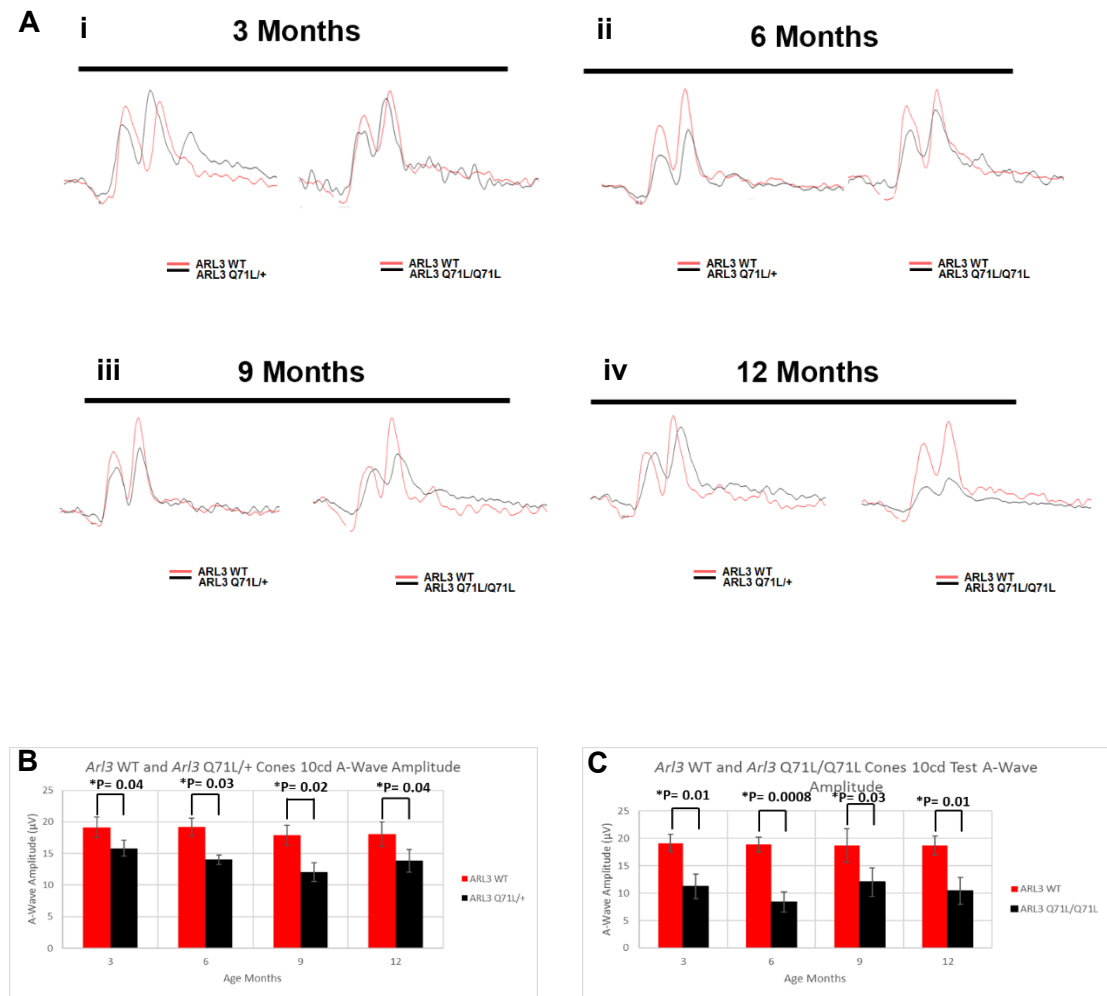 A
i
3 Months
ii
6 Months
ARL3 WT
ARL3 Q71L/+
ARL3 WT
ARL3 Q71L/Q71L
ARL3 WT
ARL3 Q71L/+
ARL3 WT
ARL3 Q71L/Q71L
iii
9 Months
iv
12 Months
ARL3 WT
ARL3 Q71L/+
ARL3 WT
ARL3 Q71L/Q71L
ARL3 WT
ARL3 Q71L/+
ARL3 WT
ARL3 Q71L/Q71L
B
Arl3 WT and Arl3 Q71L/+ Cones 10cd A-Wave Amplitude
*P= 0.04
*P= 0.03
*P= 0.02
*P= 0.04
A-Wave Amplitude (µV)
25
20
15
10
5
0
3
6
9
12
Age Months
ARL3 WT
ARL3 Q71L/+
C
Arl3 WT and Arl3 Q71L/Q71L Cones 10cd Test A-Wave
Amplitude
*P= 0.01
*P= 0.0008
*P= 0.03
*P= 0.01
A-Wave Amplitude (µV)
25
20
15
10
5
0
3
6
9
12
Age Months
ARL3 WT
ARL3 Q71L/Q71L